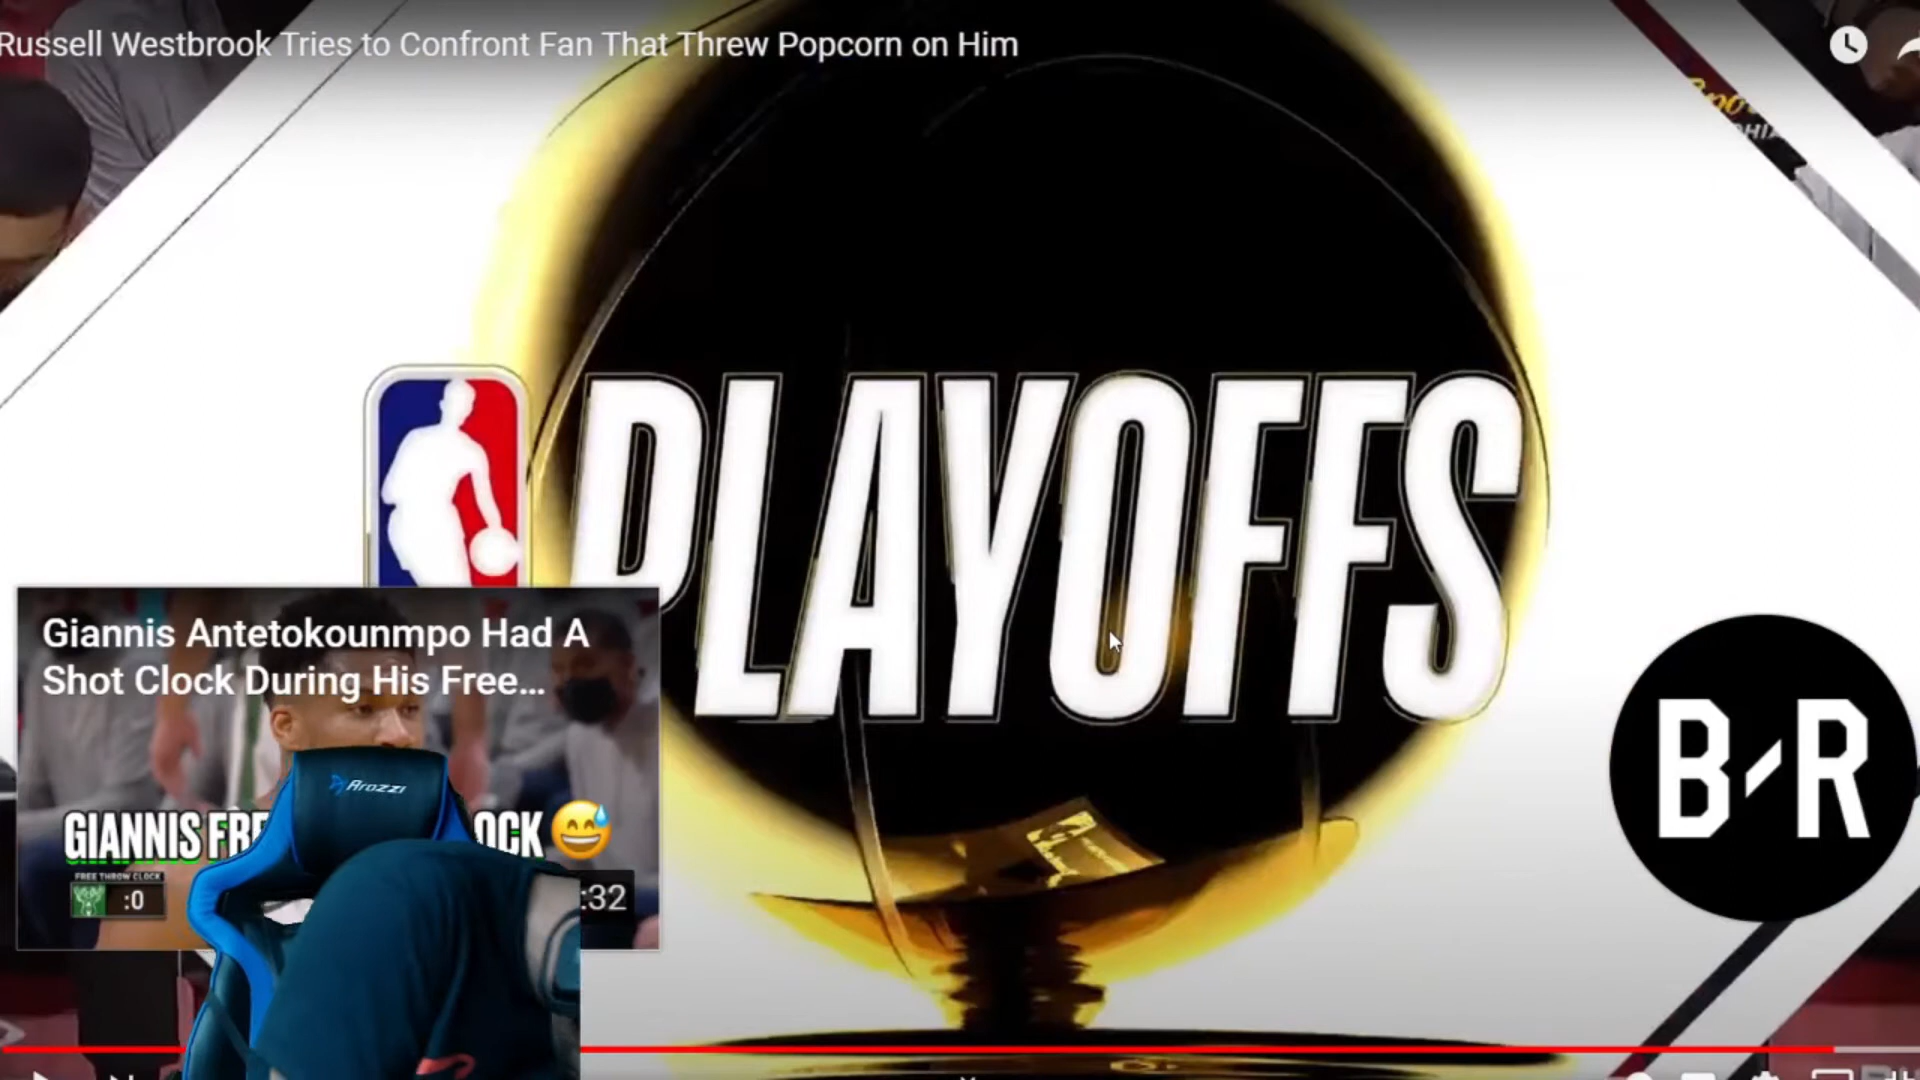 Russell Westbrook Tries to Confront Fan That Threw Popcorn on Him
PLAYOFFS
Giannis Antetokounmpo Had A
Shot Clock During His Free...
GIANNIS FRE OCK
FREE THROW CLOCK
:0
:32
Arozzi
B/R